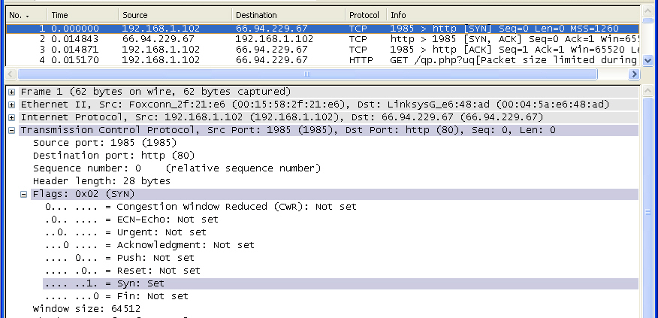 No. Time Source Destination Protocol Info
1 0.000000 192.168.1.102 66.94.229.67 TCP 1985 > http [SYN] Seq=0 Len=0 MSS=1260
2 0.014843 66.94.229.67 192.168.1.102 TCP http > 1985 [SYN, ACK] Seq=0 Ack=1 Win=655
3 0.014871 192.168.1.102 66.94.229.67 TCP 1985 > http [ACK] Seq=1 Ack=1 Win=65520 L
4 0.015170 192.168.1.102 66.94.229.67 HTTP GET /qp.php?uq[Packet size limited during
Frame 1 (62 bytes on wire, 62 bytes captured)
Ethernet II, Src: Foxconn_2f:21:e6 (00:15:58:2f:21:e6), Dst: LinksysG_e6:48:ad (00:04:5a:e6:48:ad)
Internet Protocol, Src: 192.168.1.102 (192.168.1.102), Dst: 66.94.229.67 (66.94.229.67)
Transmission Control Protocol, Src Port: 1985 (1985), Dst Port: http (80), Seq: 0, Len: 0
Source port: 1985 (1985)
Destination port: http (80)
Sequence number: 0 (relative sequence number)
Header length: 28 bytes
Flags: 0x02 (SYN)
0... .... = Congestion Window Reduced (CWR): Not set
.0.. .... = ECN-Echo: Not set
..0. .... = Urgent: Not set
...0 .... = Acknowledgment: Not set
.... 0... = Push: Not set
.... .0.. = Reset: Not set
.... ..1. = Syn: Set
.... ...0 = Fin: Not set
Window size: 64512